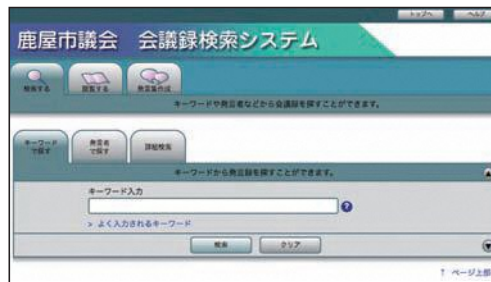 トップへ　ヘルプ
鹿屋市議会　会議録検索システム
検索する　閲覧する　発言集作成
キーワードや発言者などから会議録を探すことができます。
キーワードで探す　発言者で探す　詳細検索
キーワードから発言録を探すことができます。
キーワード入力
?
> よく入力されるキーワード
検索　クリア
↑ ページ上部